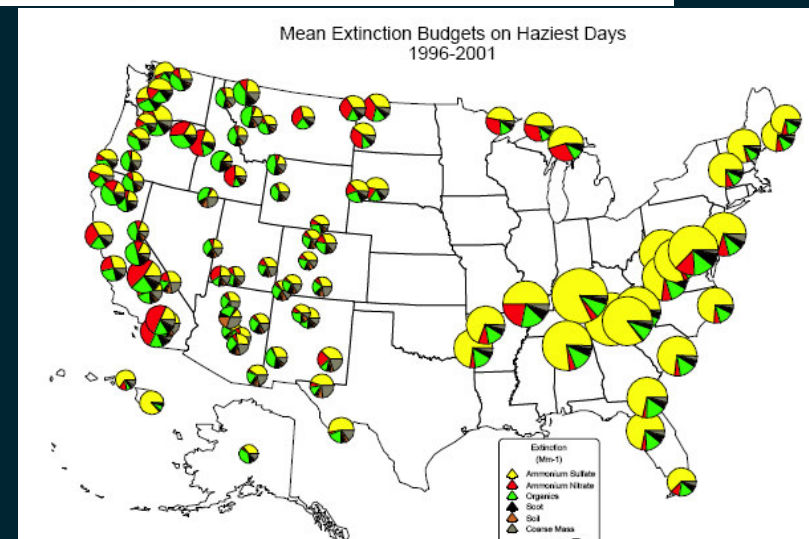 Mean Extinction Budgets on Haziest Days
1996-2001
Extinction
(Mm-1)
Ammonium Sulfate
Ammonium Nitrate
Organics
Soot
Soil
Coarse Mass